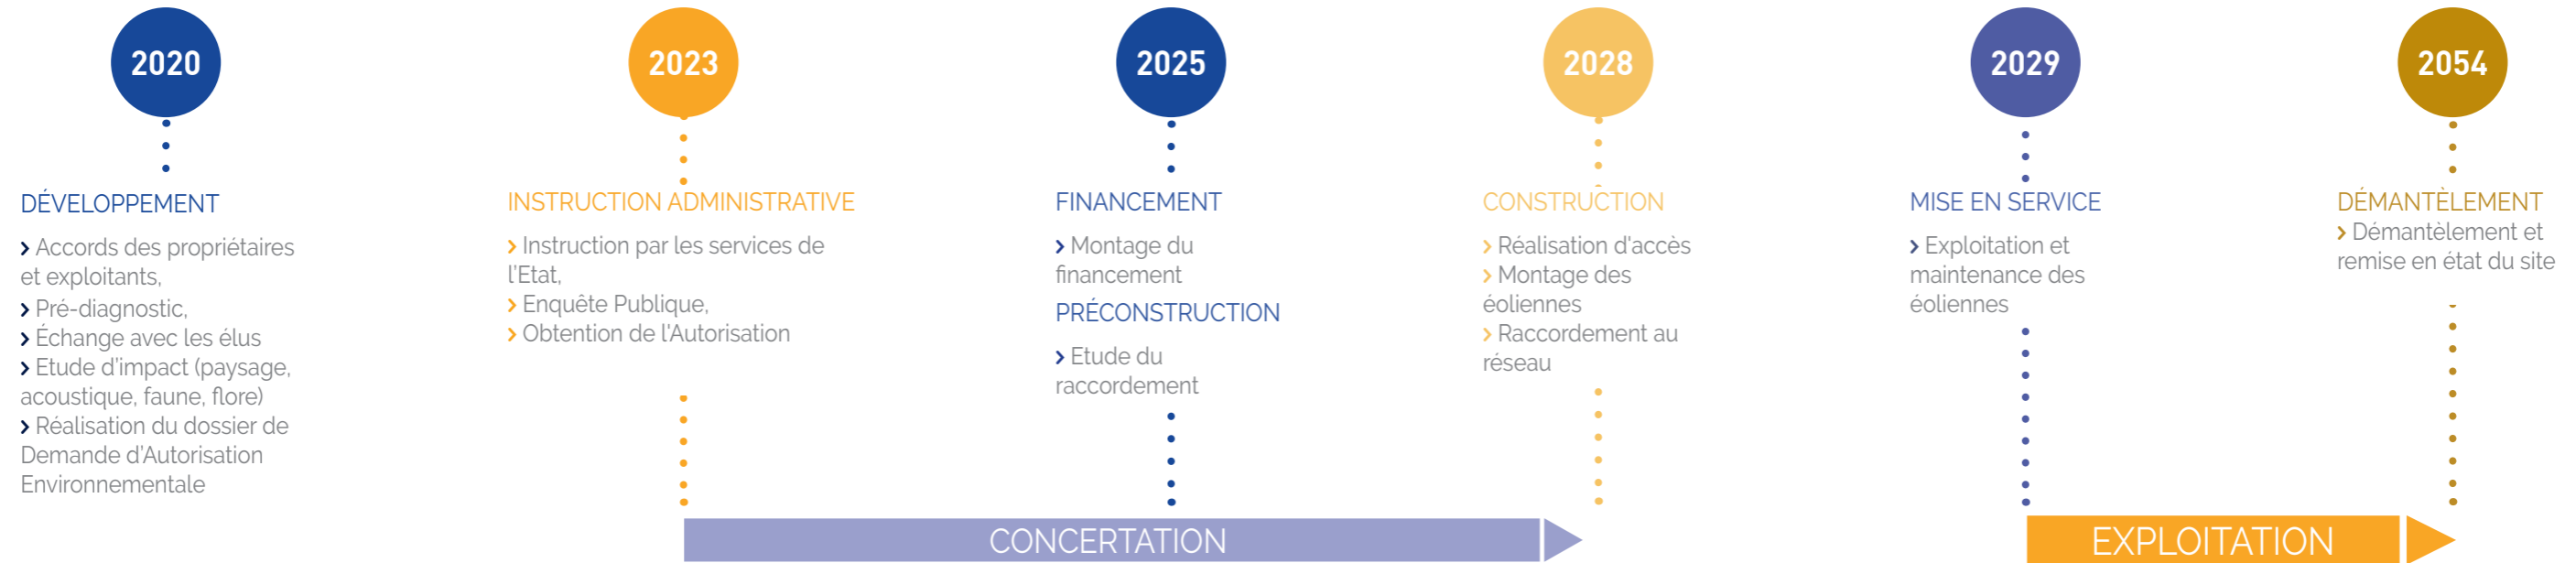 2020
DÉVELOPPEMENT
› Accords des propriétaires
et exploitants,
› Pré-diagnostic,
› Échange avec les élus
› Etude d'impact (paysage,
acoustique, faune, flore)
› Réalisation du dossier de
Demande d'Autorisation
Environnementale
2023
INSTRUCTION ADMINISTRATIVE
› Instruction par les services de
l'Etat,
› Enquête Publique,
› Obtention de l'Autorisation
2025
FINANCEMENT
› Montage du
financement
PRÉCONSTRUCTION
› Etude du
raccordement
2028
CONSTRUCTION
› Réalisation d'accès
› Montage des
éoliennes
› Raccordement au
réseau
2029
MISE EN SERVICE
› Exploitation et
maintenance des
éoliennes
2054
DÉMANTÈLEMENT
› Démantèlement et
remise en état du site
CONCERTATION
EXPLOITATION